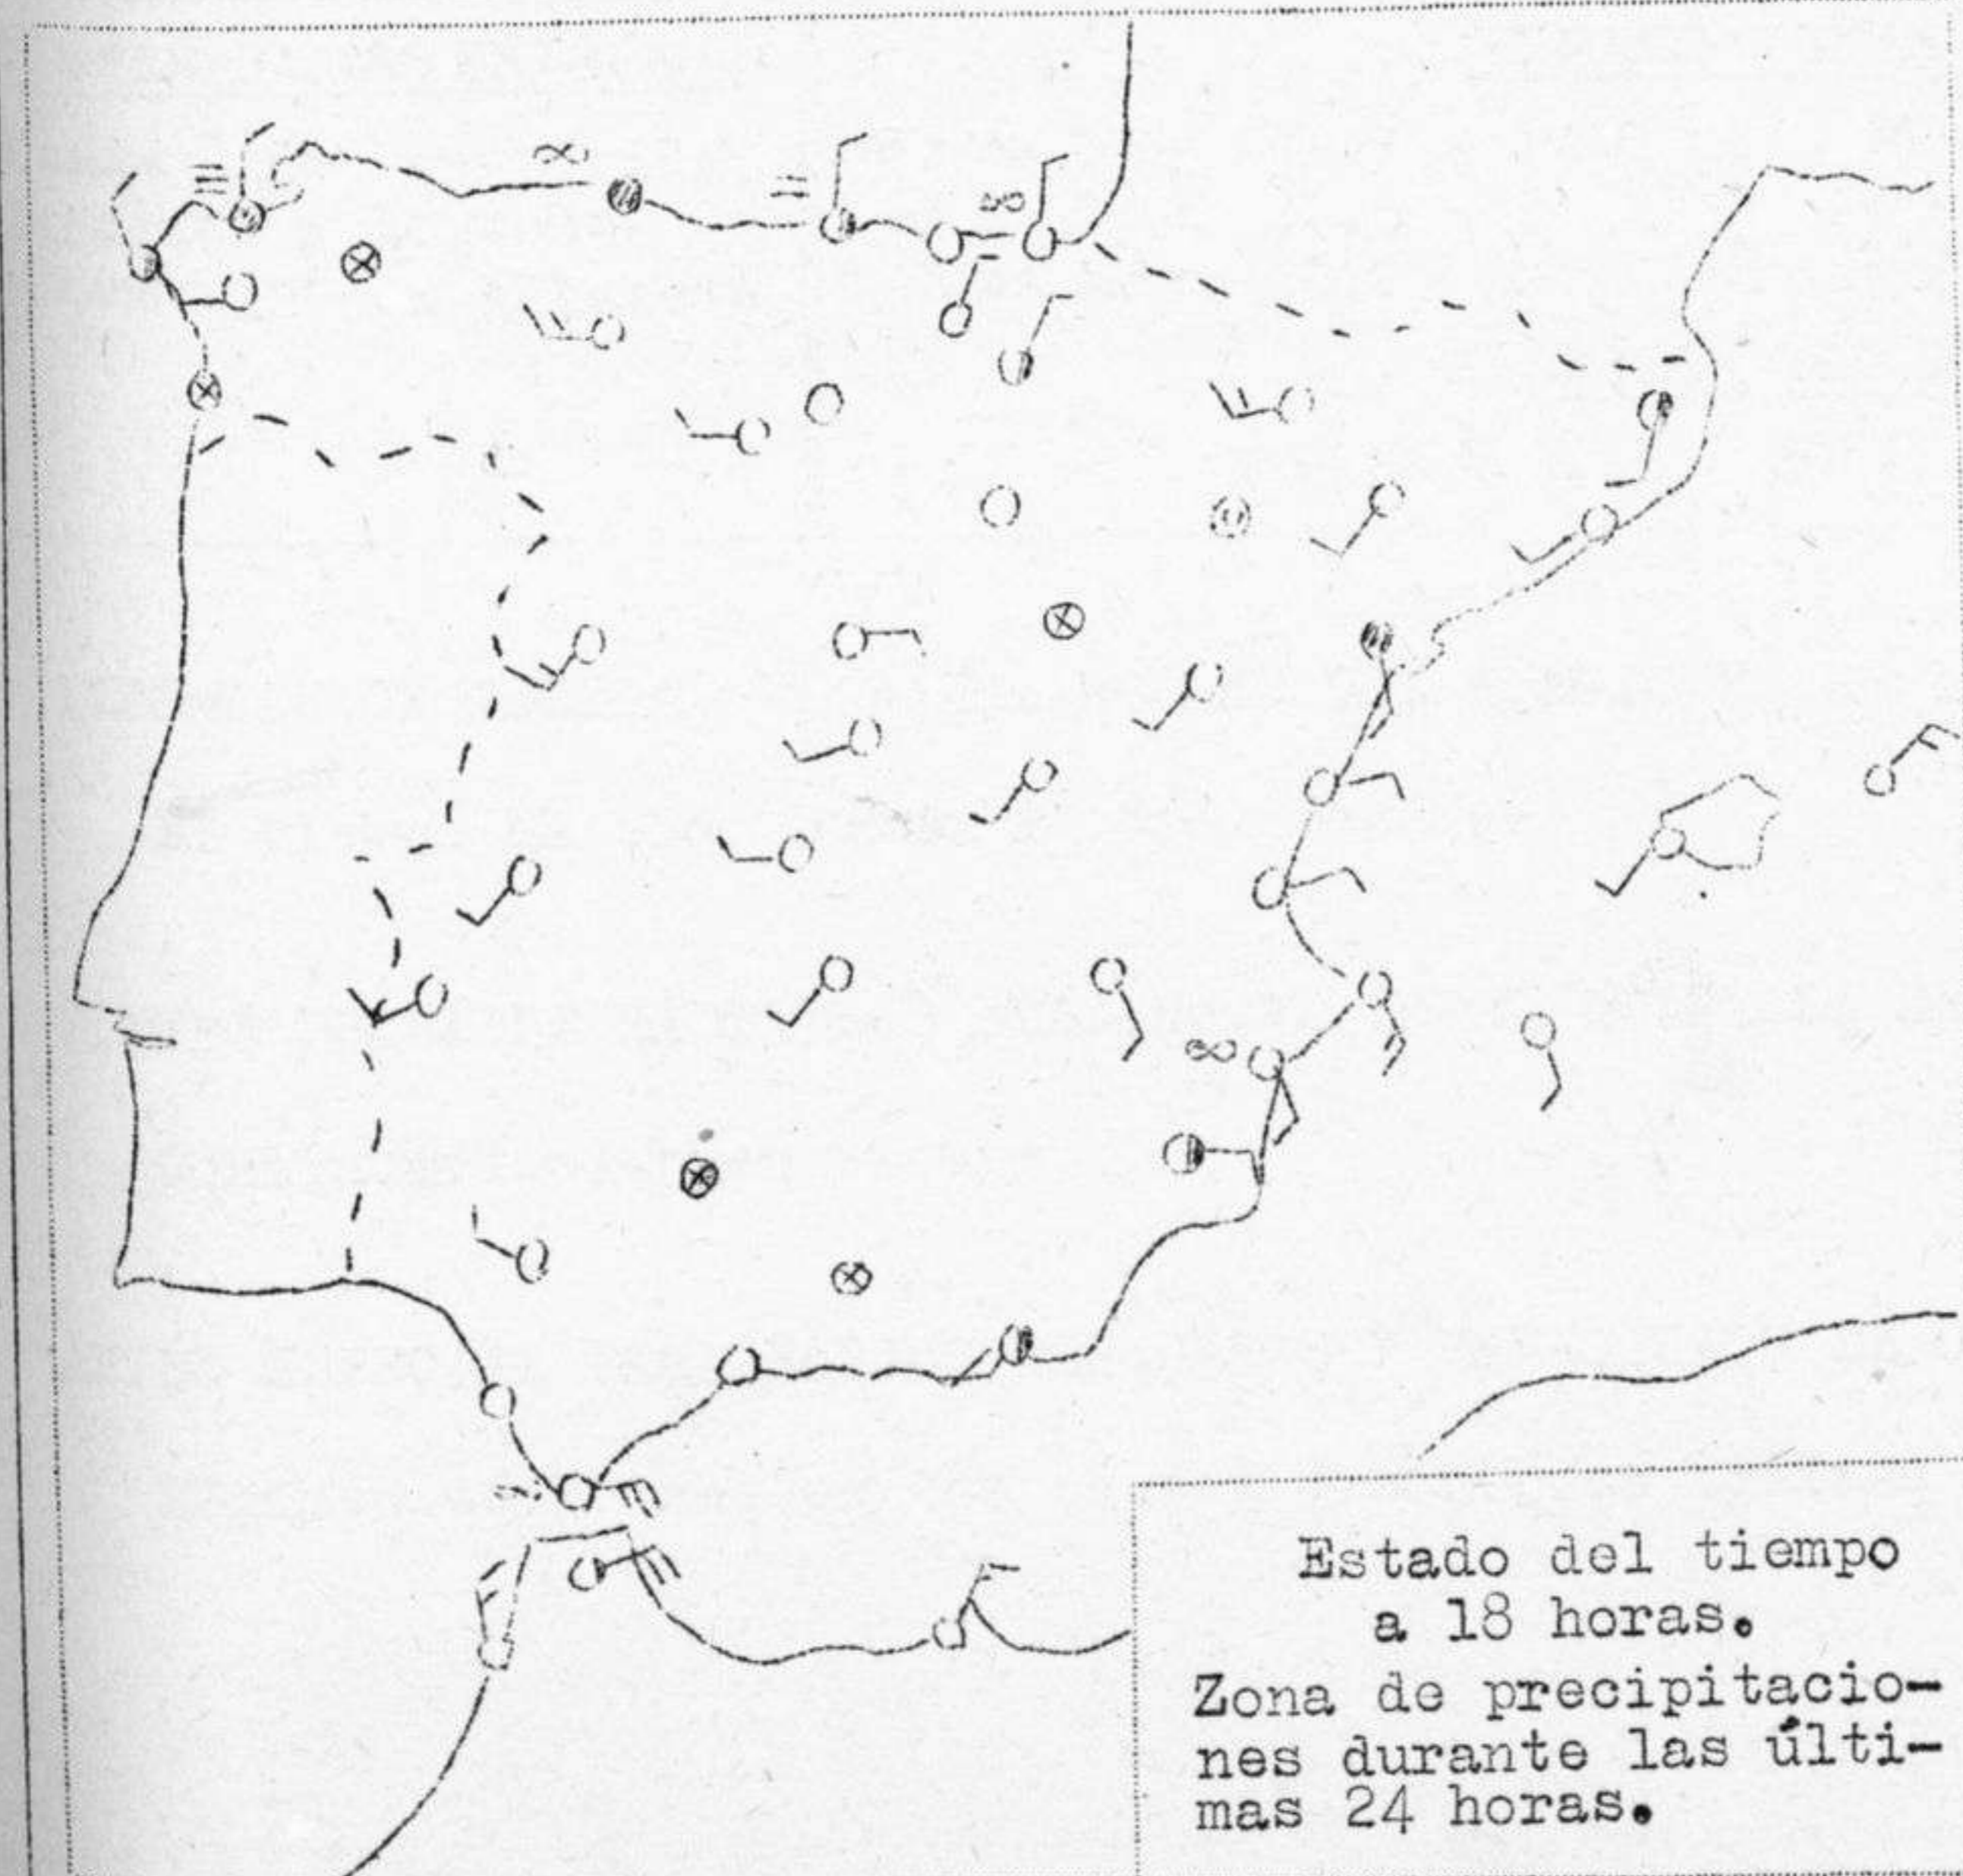 Estado del tiempo
a 18 horas.
Zona de precipitacio-
nes durante las últi-
mas 24 horas.